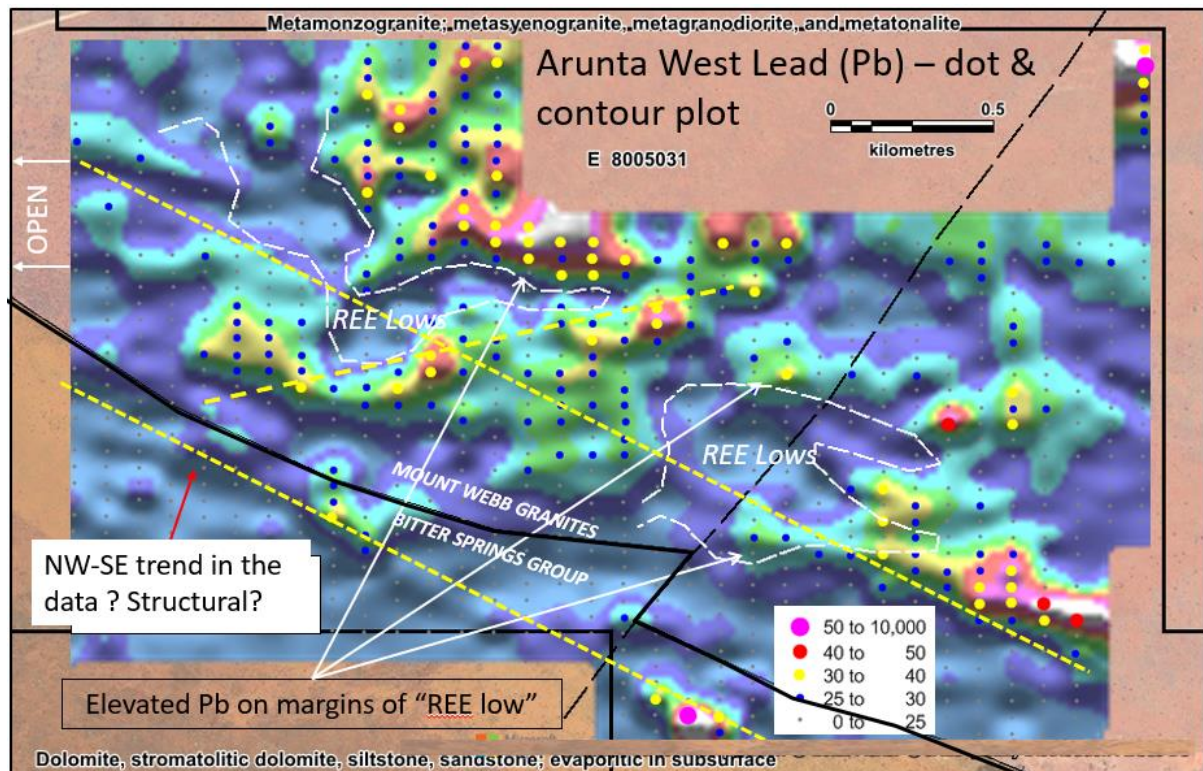 Metamonzogranite; metasyenogranite, metagranodiorite, and metatonalite
Arunta West Lead (Pb) – dot &
contour plot
0 0.5
kilometres
E 8005031
OPEN
REE Lows
REE Lows
MOUNT WEBB GRANITES
BITTER SPRINGS GROUP
NW-SE trend in the
data ? Structural?
50 to 10,000
40 to 50
30 to 40
25 to 30
0 to 25
Elevated Pb on margins of “REE low”
Dolomite, stromatolitic dolomite, siltstone, sandstone; evaporitic in subsurface